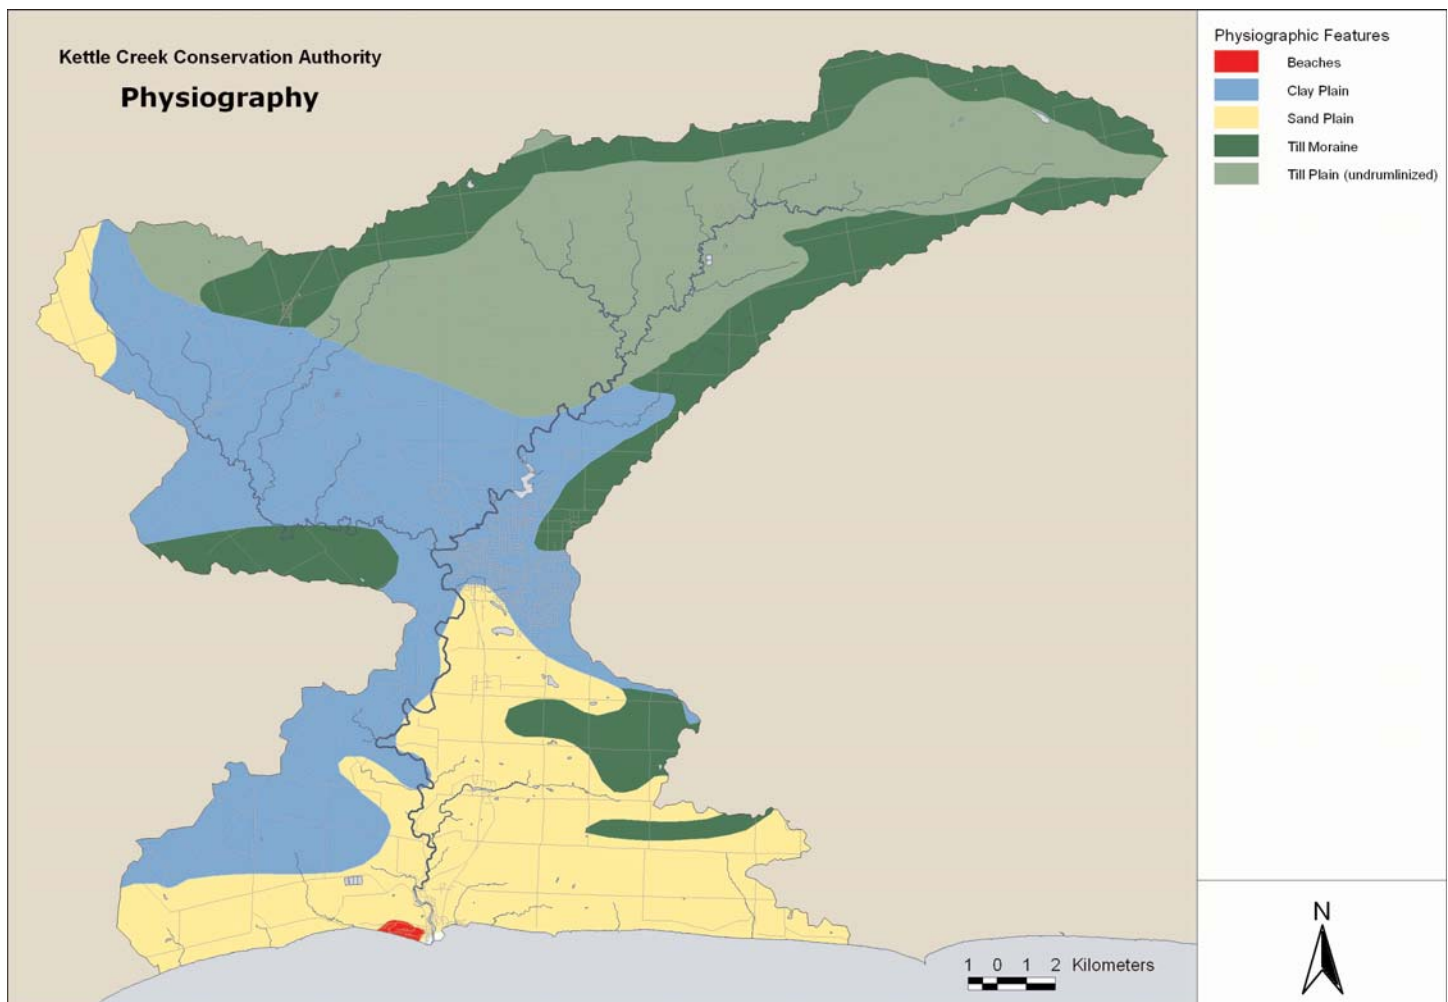 Kettle Creek Conservation Authority
Physiography
Physiographic Features
Beaches
Clay Plain
Sand Plain
Till Moraine
Till Plain (undrumlinized)
N
1 0 1 2 Kilometers